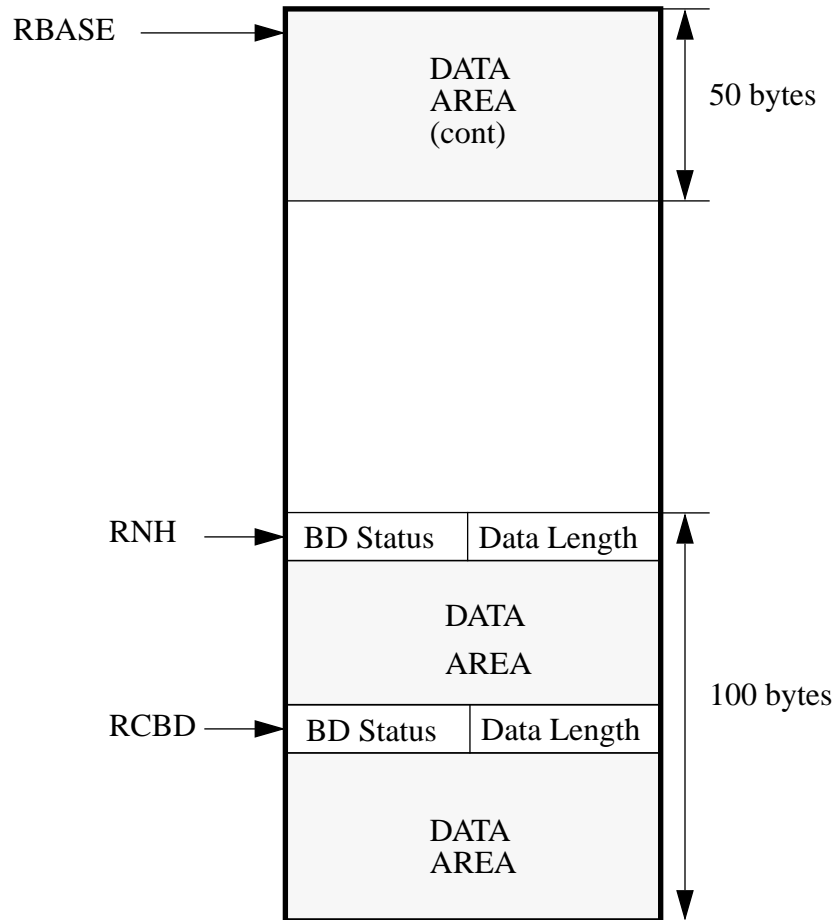 RBASE
DATA
AREA
(cont)
50 bytes
RNH
BD Status
Data Length
DATA
AREA
100 bytes
RCBD
BD Status
Data Length
DATA
AREA